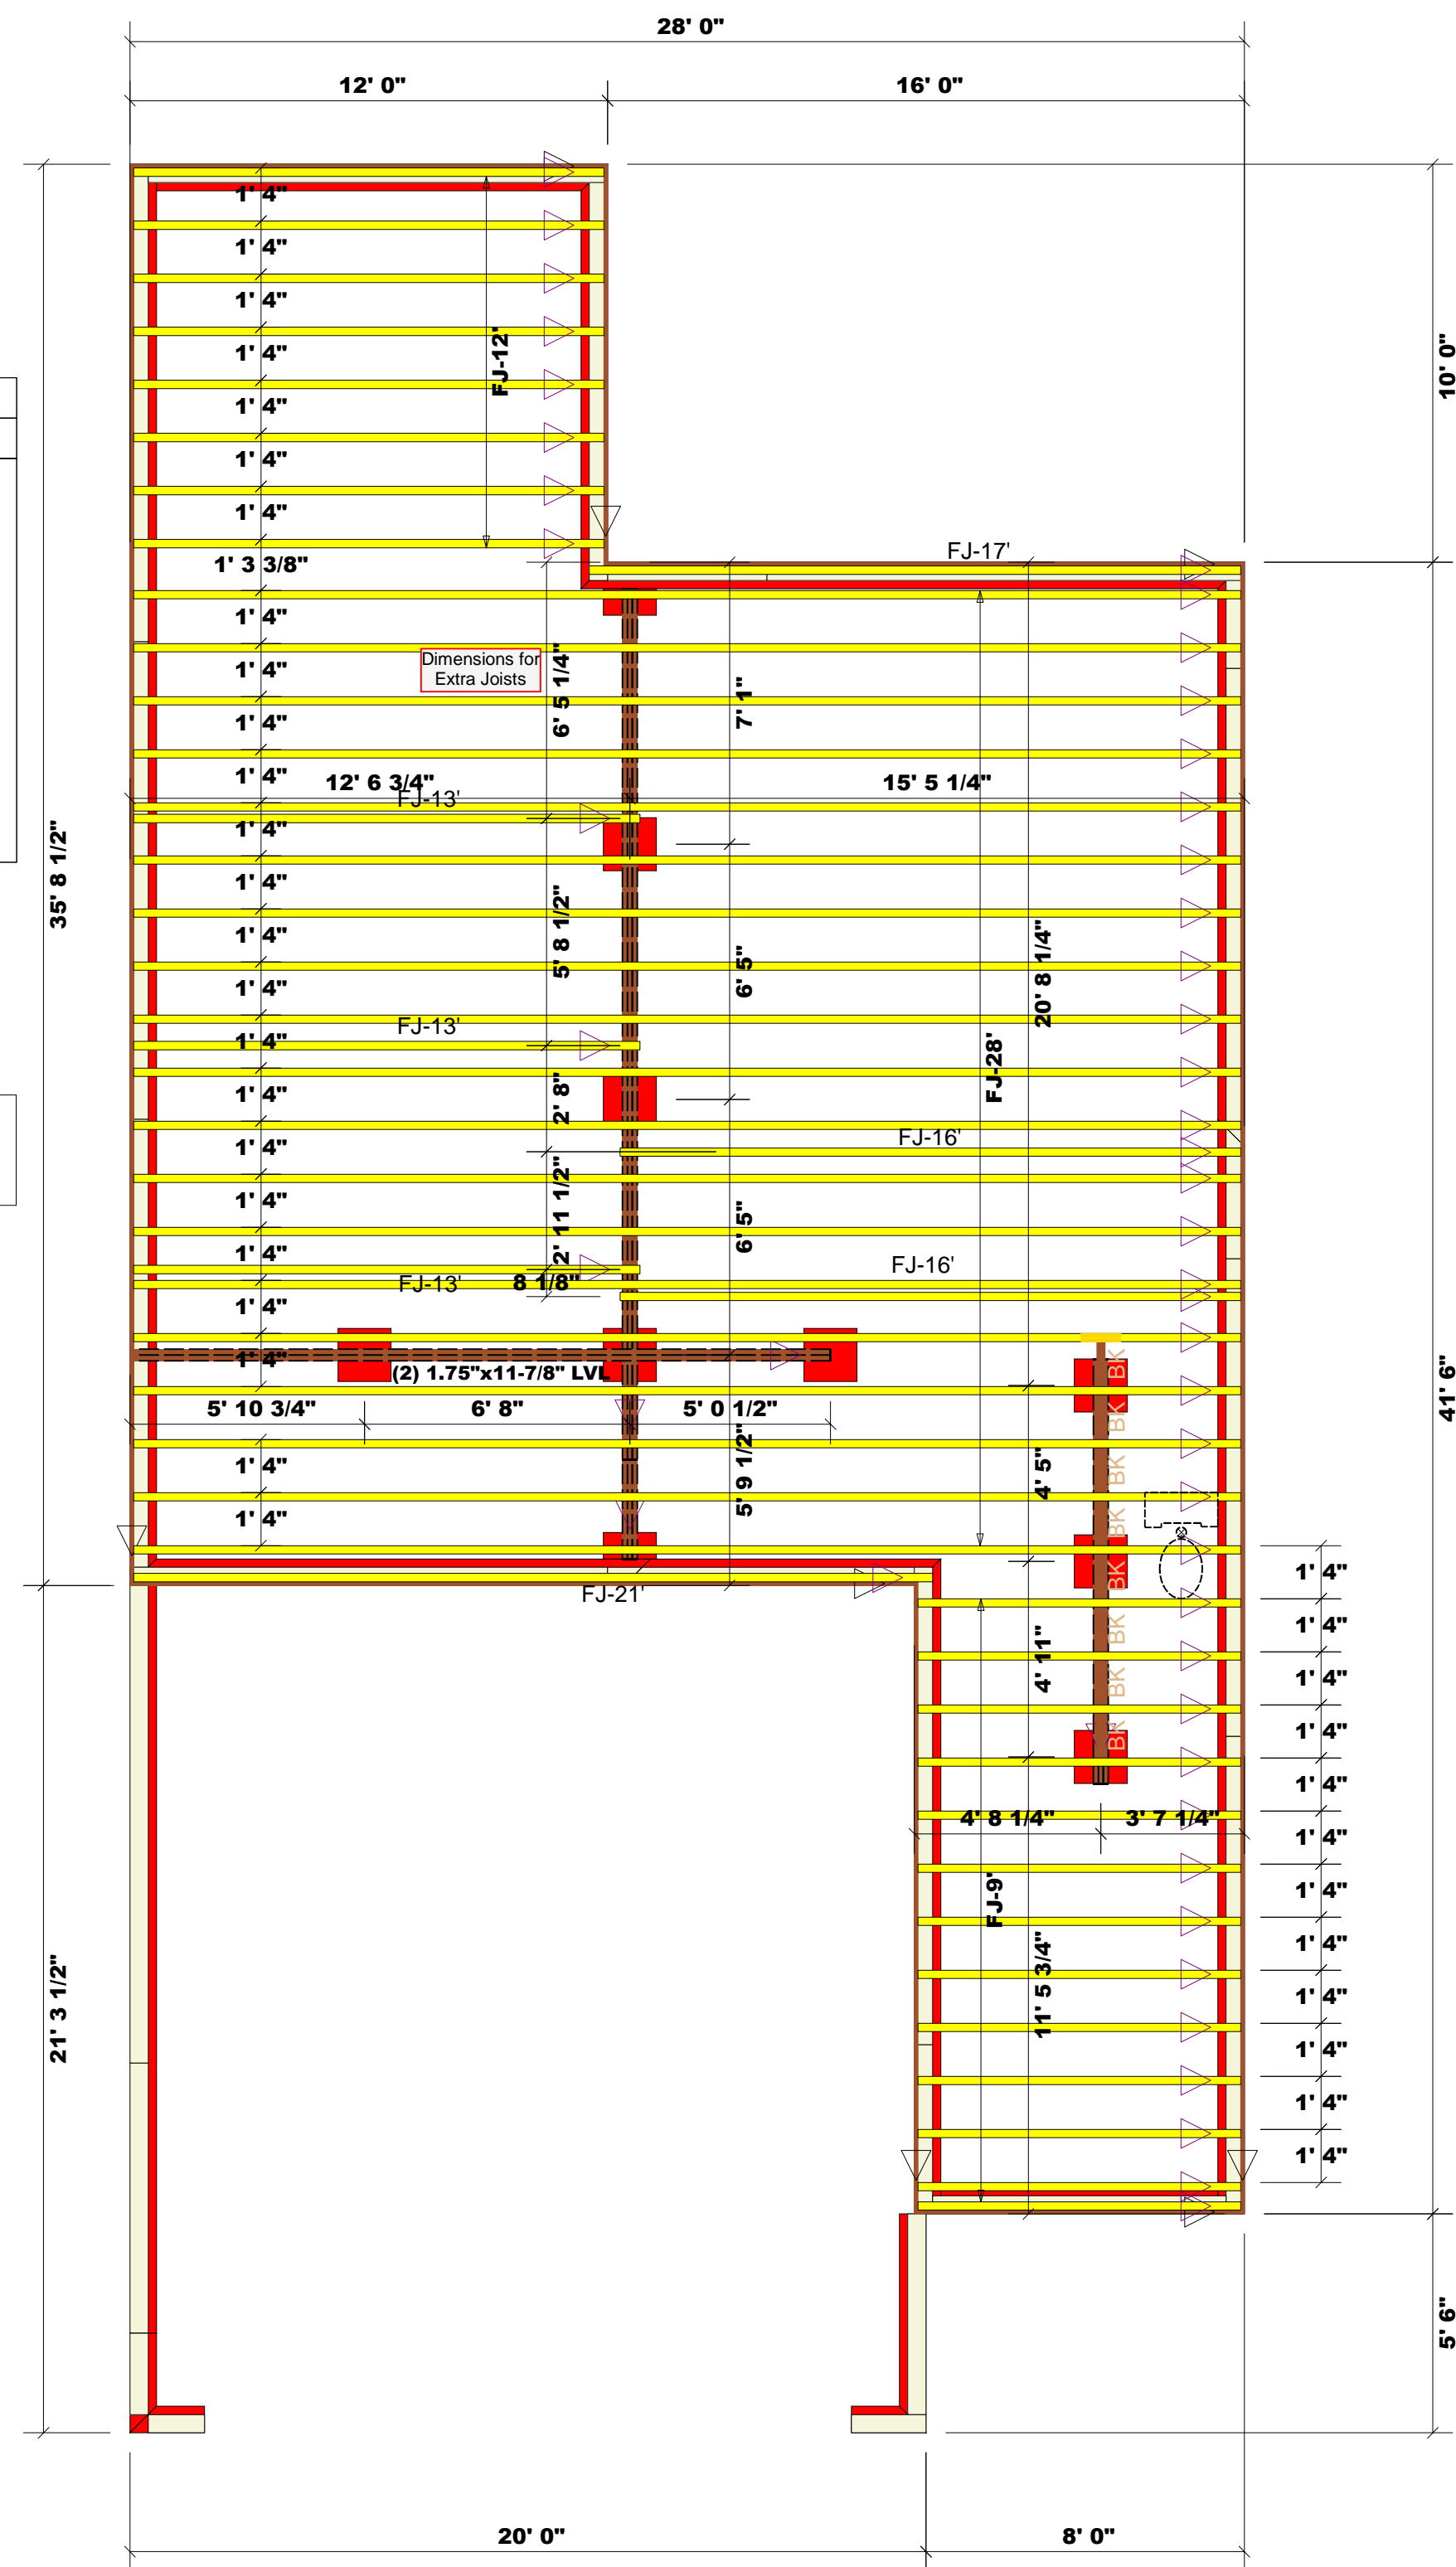 28' 0"
12' 0"
16' 0"
1' 4"
1' 4"
1' 4"
1' 4"
1' 4"
1' 4"
1' 4"
FJ-12'
10' 0"
1' 3 3/8"
FJ-17'
1' 4"
Dimensions for
Extra Joists
6' 5 1/4"
7' 1"
1' 4"
1' 4"
1' 4"
12' 6 3/4"
15' 5 1/4"
FJ-13'
1' 4"
35' 8 1/2"
1' 4"
5' 8 1/2"
1' 4"
6' 5"
20' 8 1/4"
1' 4"
FJ-13'
1' 4"
FJ-28'
1' 4"
2' 8"
1' 4"
FJ-16'
1' 4"
2' 11 1/2"
6' 5"
1' 4"
FJ-16'
FJ-13'
8 1/8"
1' 4"
1' 4"
(2) 1.75"x11-7/8" LVL
BK
41' 6"
5' 10 3/4"
6' 8"
5' 0 1/2"
BK
1' 4"
5' 9 1/2"
4' 5"
BK
1' 4"
BK
FJ-21'
BK
1' 4"
1' 4"
BK
4' 11"
1' 4"
BK
1' 4"
BK
1' 4"
4' 8 1/4"
3' 7 1/4"
1' 4"
1' 4"
FJ-9'
1' 4"
11' 5 3/4"
1' 4"
21' 3 1/2"
1' 4"
1' 4"
1' 4"
5' 6"
20' 0"
8' 0"